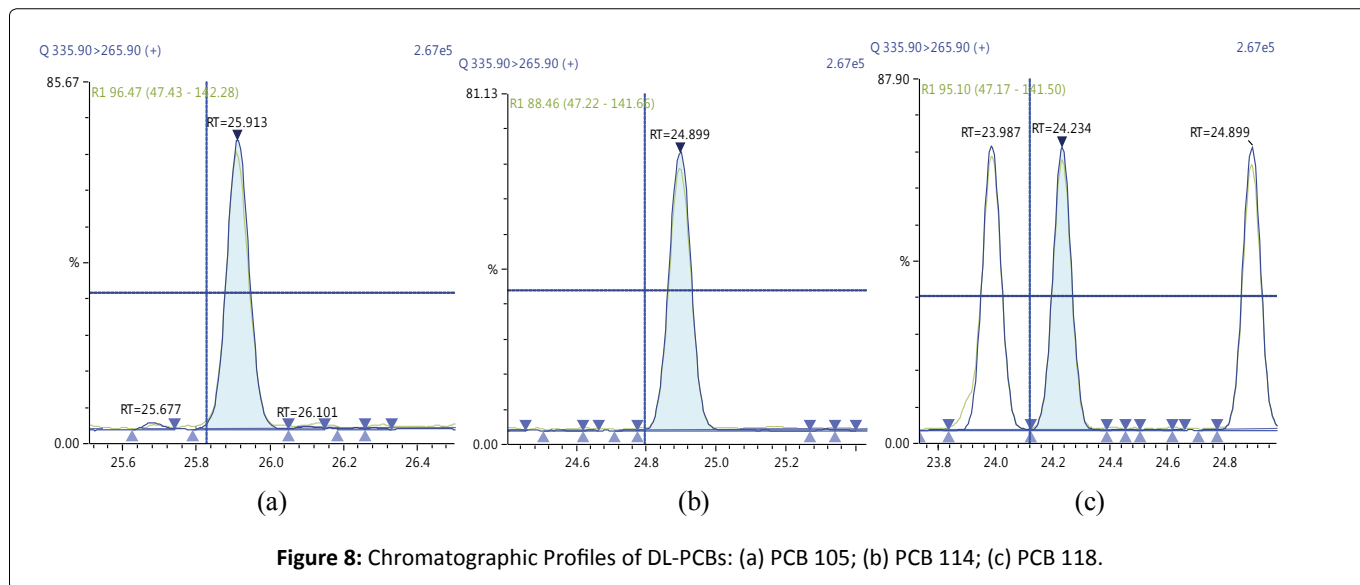 Q 335.90>265.90 (+) 2.67e5
85.67
R1 96.47 (47.43 - 142.28)
RT=25.913
%
RT=25.677
RT=26.101
0.00
25.6 25.8 26.0 26.2 26.4
(a)
Q 335.90>265.90 (+) 2.67e5
81.13
R1 88.46 (47.22 - 141.66)
RT=24.899
%
0.00
24.6 24.8 25.0 25.2
(b)
Q 335.90>265.90 (+) 2.67e5
87.90
R1 95.10 (47.17 - 141.50)
RT=23.987 RT=24.234 RT=24.899
%
0.00
23.8 24.0 24.2 24.4 24.6 24.8
(c)
Figure 8: Chromatographic Profiles of DL-PCBs: (a) PCB 105; (b) PCB 114; (c) PCB 118.